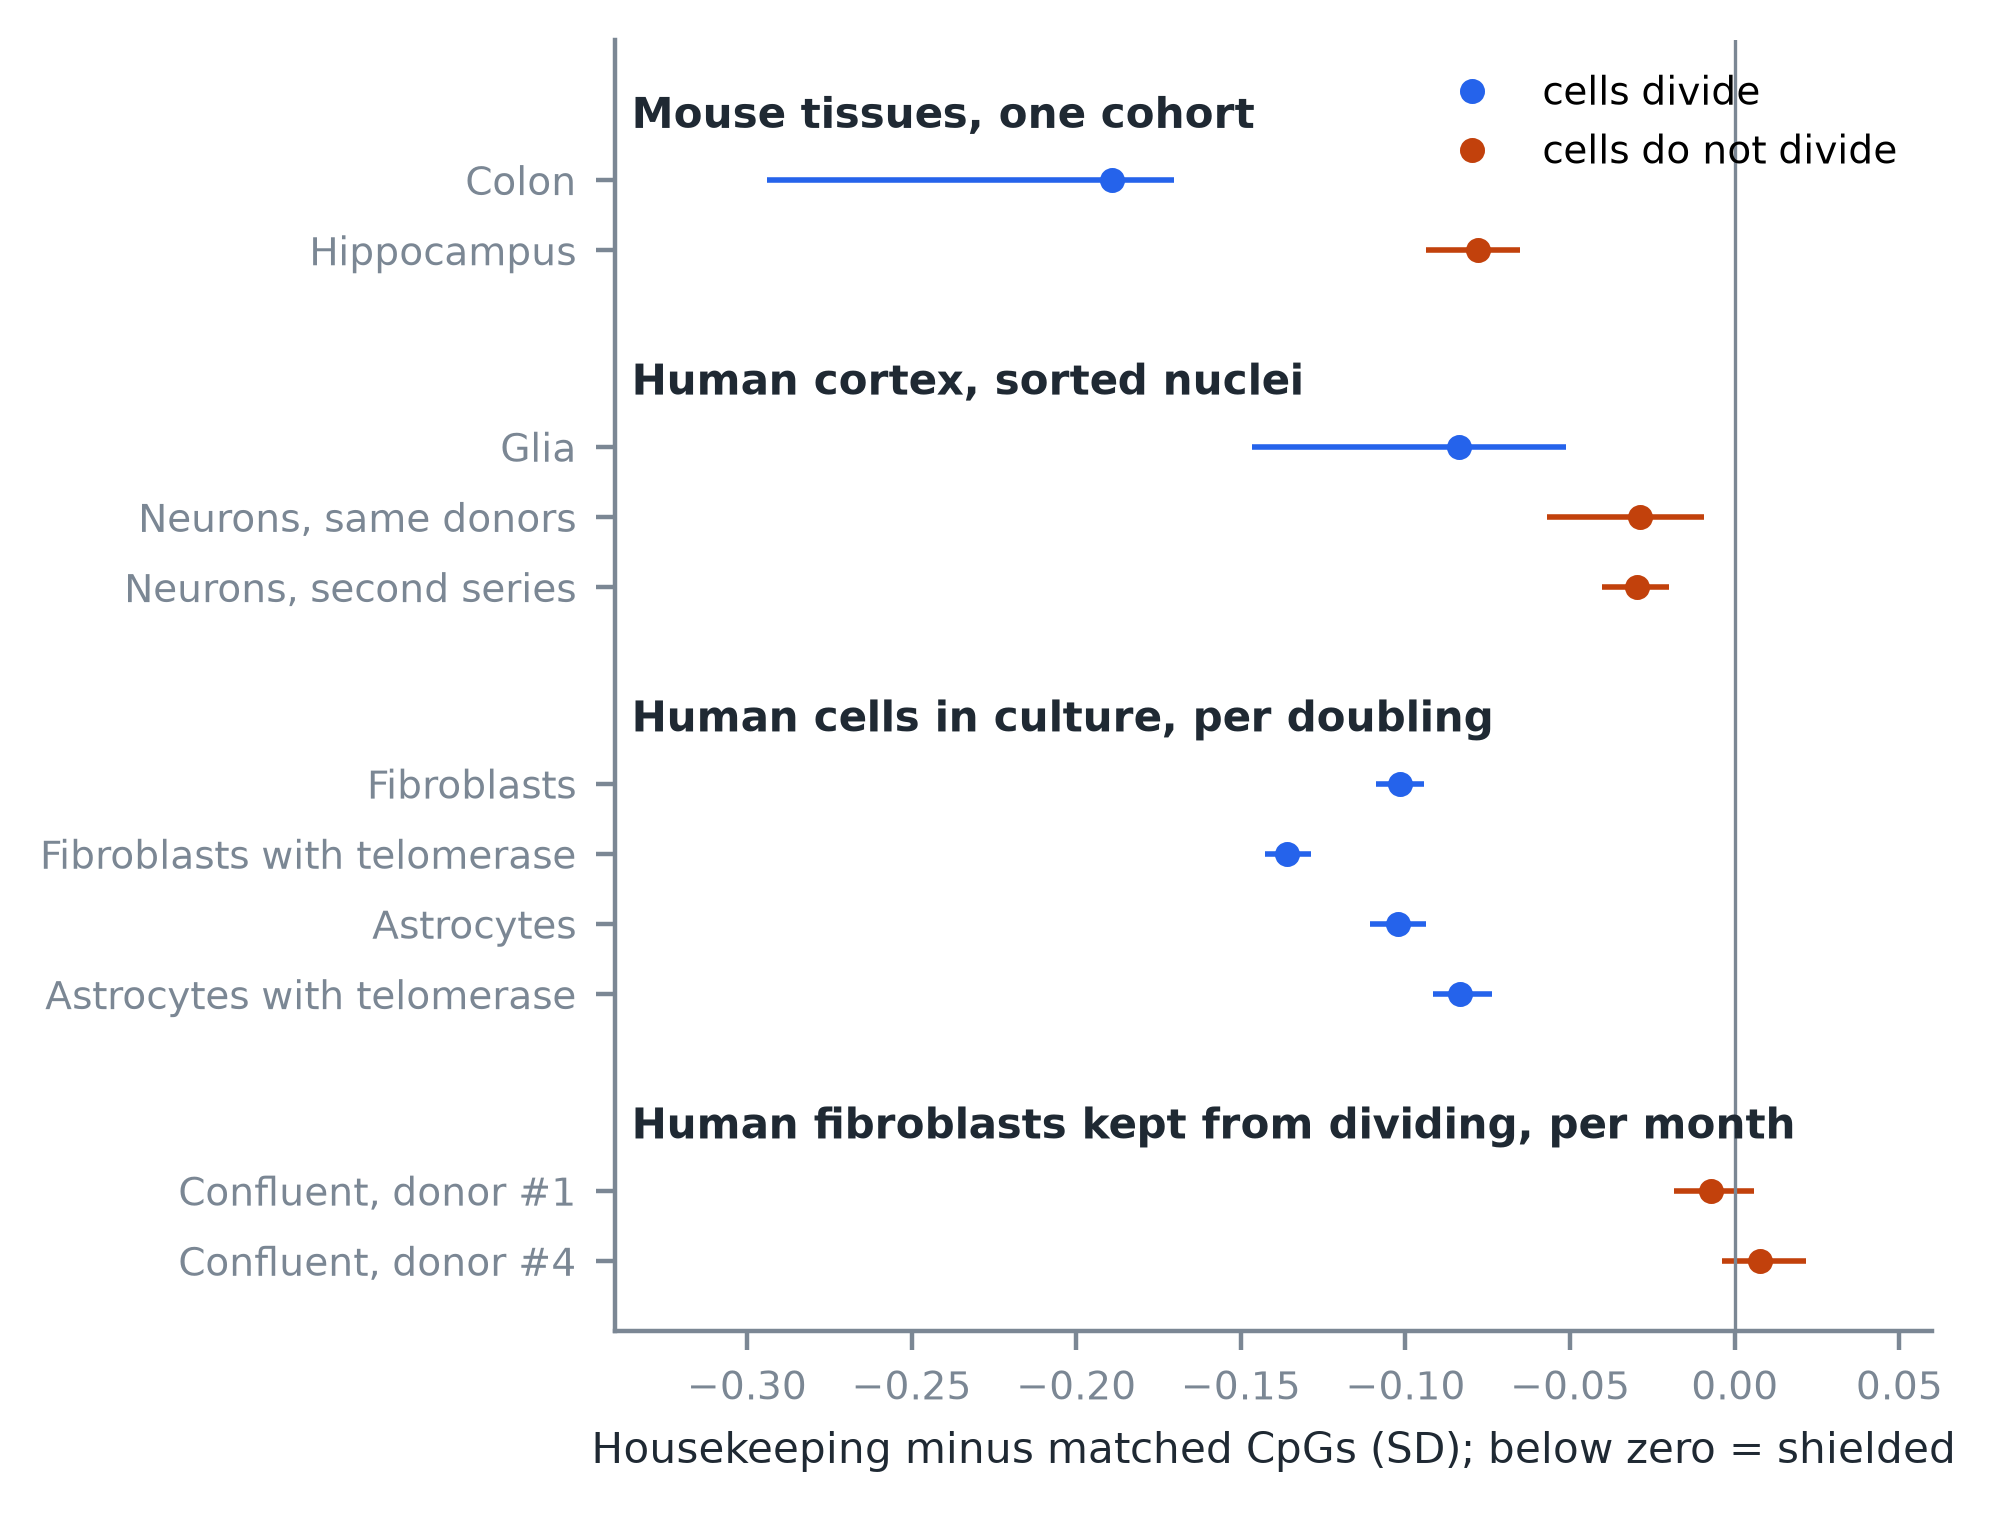 cells divide
cells do not divide
Mouse tissues, one cohort
Colon
Hippocampus
Human cortex, sorted nuclei
Glia
Neurons, same donors
Neurons, second series
Human cells in culture, per doubling
Fibroblasts
Fibroblasts with telomerase
Astrocytes
Astrocytes with telomerase
Human fibroblasts kept from dividing, per month
Confluent, donor #1
Confluent, donor #4
−0.30 −0.25 −0.20 −0.15 −0.10 −0.05 0.00 0.05
Housekeeping minus matched CpGs (SD); below zero = shielded